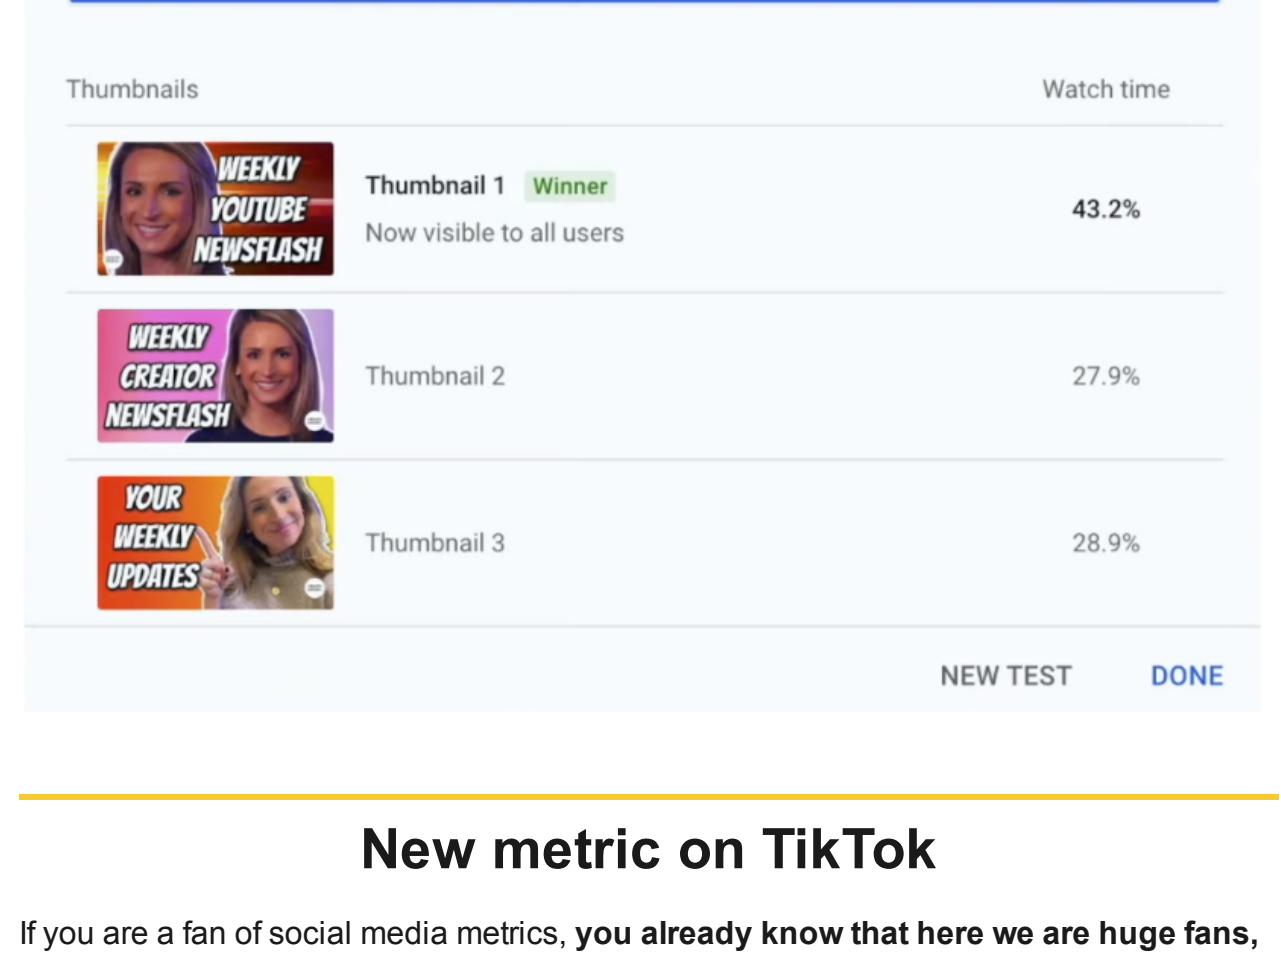 Thumbnails Watch time
WEEKLY
YOUTUBE
NEWSFLASH
Thumbnail 1 Winner
Now visible to all users
43.2%
WEEKLY
CREATOR
NEWSFLASH
Thumbnail 2
27.9%
YOUR
WEEKLY
UPDATES
Thumbnail 3
28.9%
NEW TEST DONE
New metric on TikTok
If you are a fan of social media metrics, you already know that here we are huge fans,